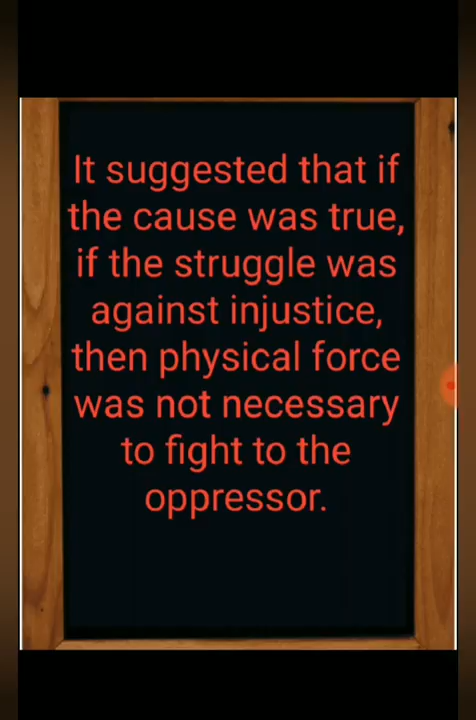 It suggested that if
the cause was true,
if the struggle was
against injustice,
then physical force
was not necessary
to fight to the
oppressor.